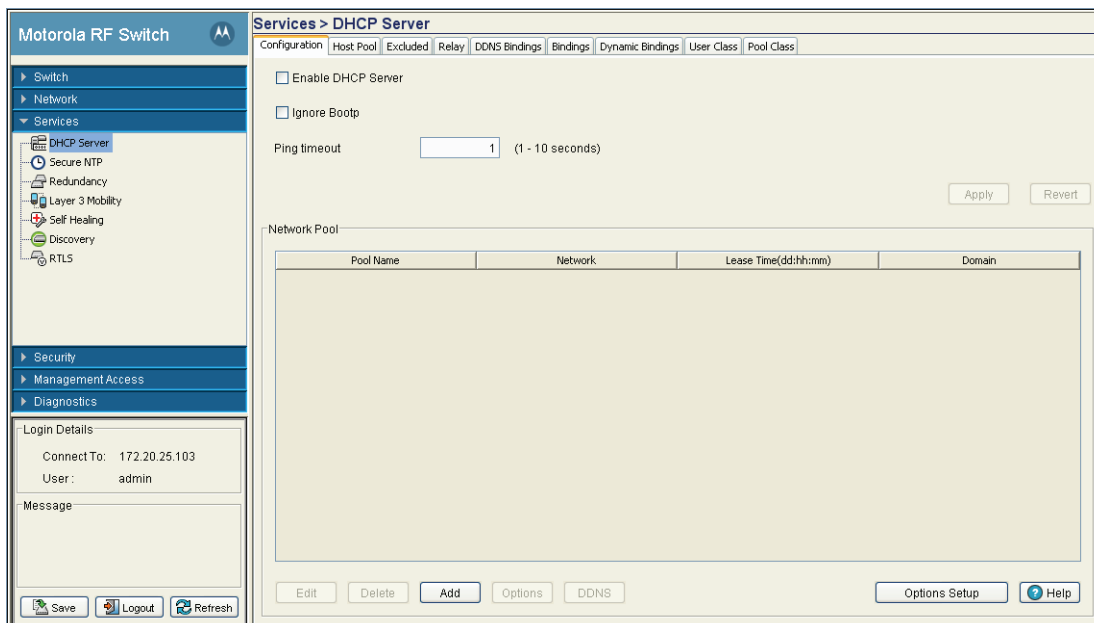 Motorola RF Switch
Switch
Network
Services
DHCP Server
Secure NTP
Redundancy
Layer 3 Mobility
Self Healing
Discovery
RTLS
Security
Management Access
Diagnostics
Login Details
Connect To: 172.20.25.103
User : admin
Message
Save Logout Refresh
Services > DHCP Server
Configuration Host Pool Excluded Relay DDNS Bindings Bindings Dynamic Bindings User Class Pool Class
Enable DHCP Server
Ignore Bootp
Ping timeout 1 (1 - 10 seconds)
Apply Revert
Network Pool
Pool Name Network Lease Time(dd:hh:mm) Domain
Edit Delete Add Options DDNS Options Setup Help